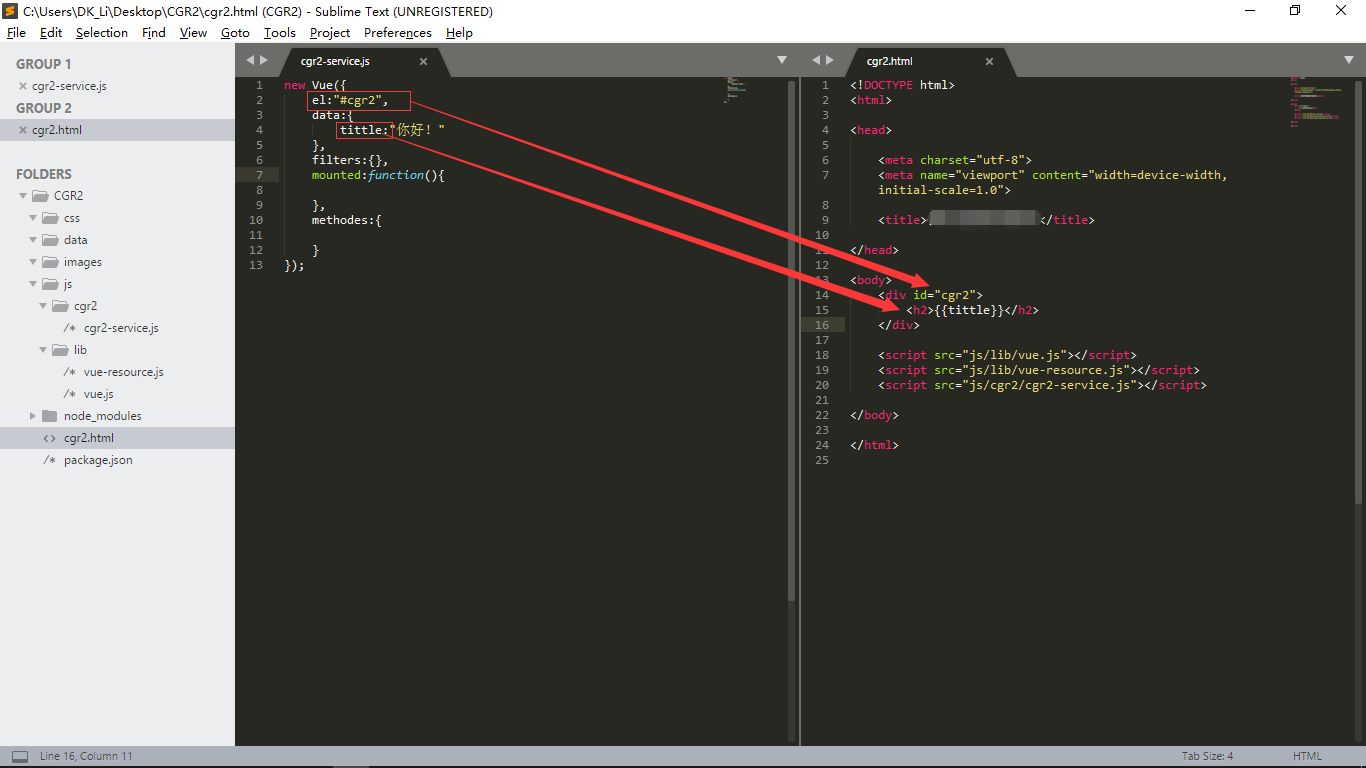 C:\Users\DK_Li\Desktop\CGR2\cgr2.html (CGR2) - Sublime Text (UNREGISTERED)
File Edit Selection Find View Goto Tools Project Preferences Help
GROUP 1
cgr2-service.js
GROUP 2
cgr2.html
FOLDERS
CGR2
css
data
images
js
cgr2
/* cgr2-service.js
lib
/* vue-resource.js
/* vue.js
node_modules
<> cgr2.html
/* package.json
cgr2-service.js
1 new Vue({
2 el:"#cgr2",
3 data:{
4 tittle:"你好! "
5 },
6 filters:{},
7 mounted:function(){
8
9 },
10 methodes:{
11
12 }
13 });
cgr2.html
1 <!DOCTYPE html>
2 <html>
3
4 <head>
5
6 <meta charset="utf-8">
7 <meta name="viewport" content="width=device-width,
initial-scale=1.0">
8
9 <title></title>
10
11 </head>
12
13 <body>
14 <div id="cgr2">
15 <h2>{{tittle}}</h2>
16 </div>
17
18 <script src="js/lib/vue.js"></script>
19 <script src="js/lib/vue-resource.js"></script>
20 <script src="js/cgr2/cgr2-service.js"></script>
21
22 </body>
23
24 </html>
25
Line 16, Column 11
Tab Size: 4
HTML